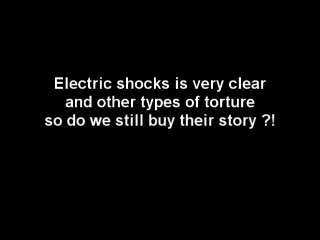 Electric shocks is very clear
and other types of torture
so do we still buy their story ?!